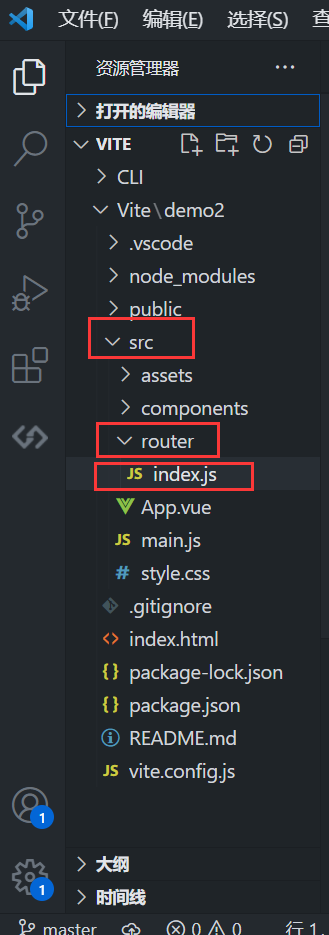 文件(F) 编辑(E) 选择(S)
资源管理器
打开的编辑器
VITE
CLI
Vite\demo2
.vscode
node_modules
public
src
assets
components
router
JS index.js
App.vue
JS main.js
# style.css
.gitignore
<> index.html
{} package-lock.json
{} package.json
README.md
JS vite.config.js
1
1
大纲
时间线
master 0 0 行 1